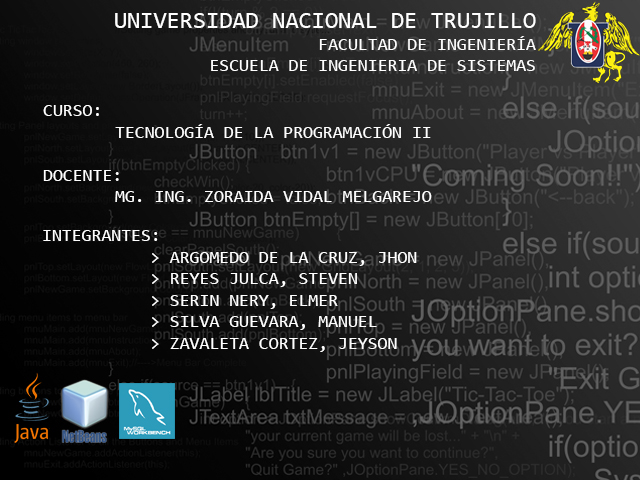 UNIVERSIDAD NACIONAL DE TRUJILLO
FACULTAD DE INGENIERÍA
ESCUELA DE INGENIERIA DE SISTEMAS
CURSO:
TECNOLOGÍA DE LA PROGRAMACIÓN II
DOCENTE:
MG. ING. ZORAIDA VIDAL MELGAREJO
INTEGRANTES:
> ARGOMEDO DE LA CRUZ, JHON
> REYES JULCA, STEVEN
> SERIN NERY, ELMER
> SILVA GUEVARA, MANUEL
> ZAVALETA CORTEZ, JEYSON
Java
NetBeans
MySQL
WORKBENCH
JMenuItem
mnuExit = new JMenuItem
mnuAbout = new
else if(sou
JOption
JButton btn1v1 = new JButton("Player vs Player
btn1vCPU = new JButton("Player
"Coming Soon!!"
JButton("<--back");
JButton btnEmpty[] = new JButton[10];
else if(sou
= new JPanel(),
int option
JOptionPane.sho
= new JPanel(),
you want to exit?
pnlPlayingField = new JPanel();
"Exit G
JLabel lblTitle = new JLabel("Tic-Tac-Toe");
JTextArea txtMessage =
JOptionPane.YE
"your current game will be lost..." + "\n" +
"Are you sure you want to continue?",
if(option
"Quit Game?" ,JOptionPane.YES_NO_OPTION);